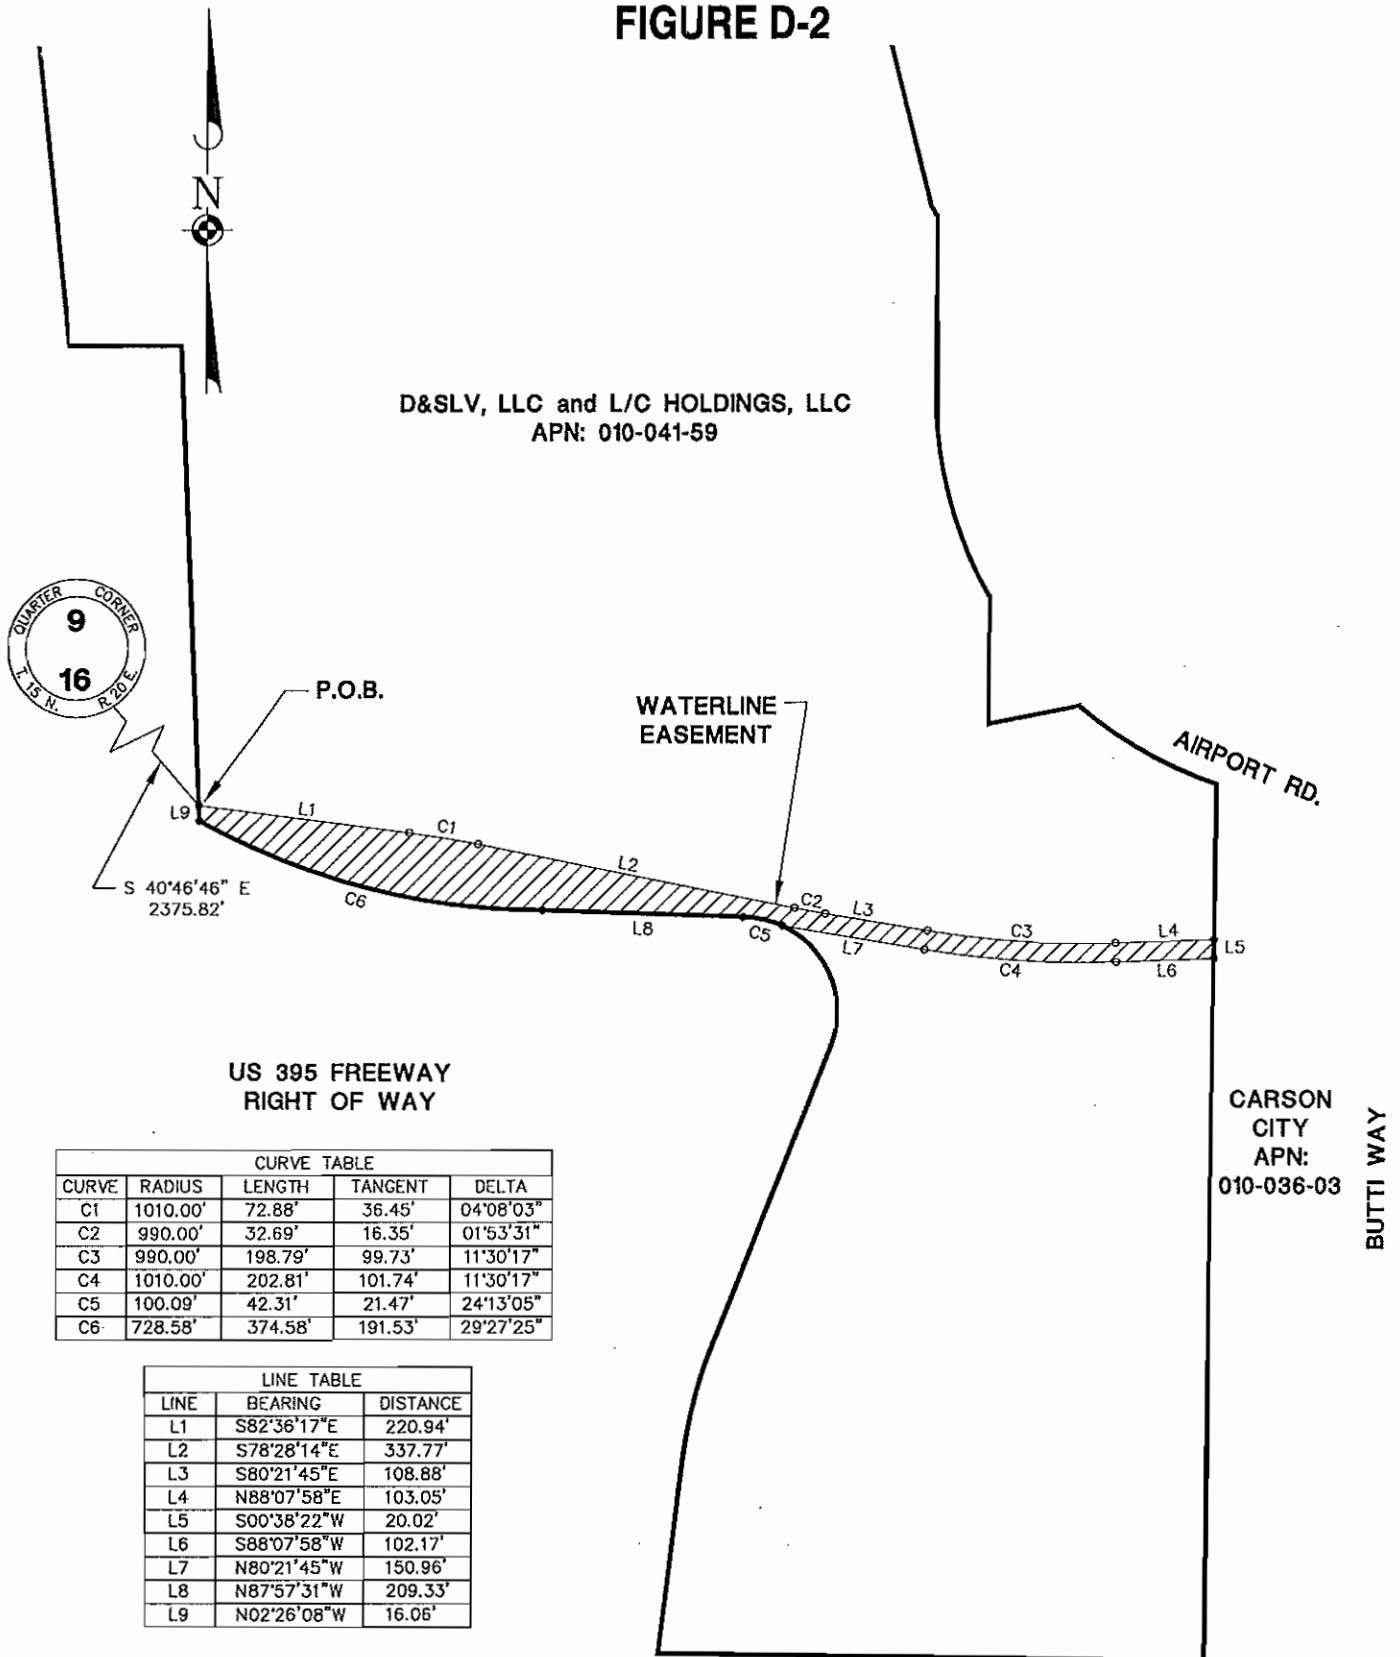 FIGURE D-2
N
D&SLV, LLC and L/C HOLDINGS, LLC
APN: 010-041-59
QUARTER CORNER
9
16
T. 15 N. R. 20 E.
P.O.B.
WATERLINE
EASEMENT
AIRPORT RD.
L9
L1
C1
L2
C2
L3
C3
L4
L5
S 40°46'46" E
2375.82'
C6
L8
C5
L7
C4
L6
US 395 FREEWAY
RIGHT OF WAY
CARSON
CITY
APN:
010-036-03
BUTTI WAY
CURVE TABLE
CURVE RADIUS LENGTH TANGENT DELTA
C1 1010.00' 72.88' 36.45' 04°08'03"
C2 990.00' 32.69' 16.35' 01°53'31"
C3 990.00' 198.79' 99.73' 11°30'17"
C4 1010.00' 202.81' 101.74' 11°30'17"
C5 100.09' 42.31' 21.47' 24°13'05"
C6 728.58' 374.58' 191.53' 29°27'25"
LINE TABLE
LINE BEARING DISTANCE
L1 S82°36'17"E 220.94'
L2 S78°28'14"E 337.77'
L3 S80°21'45"E 108.88'
L4 N88°07'58"E 103.05'
L5 S00°38'22"W 20.02'
L6 S88°07'58"W 102.17'
L7 N80°21'45"W 150.96'
L8 N87°57'31"W 209.33'
L9 N02°26'08"W 16.06'